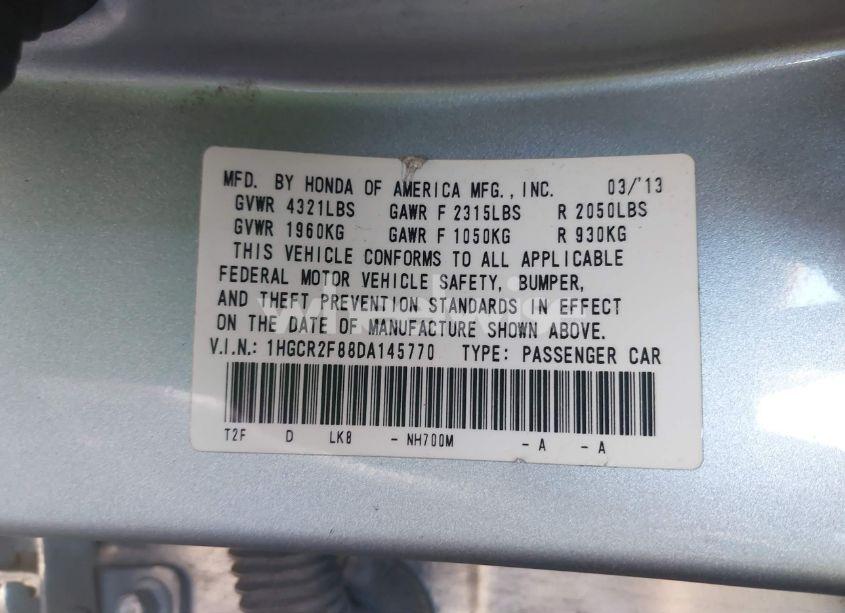 MFD. BY HONDA OF AMERICA MFG., INC. 03/'13
GVWR 4321LBS GAWR F 2315LBS R 2050LBS
GVWR 1960KG GAWR F 1050KG R 930KG
THIS VEHICLE CONFORMS TO ALL APPLICABLE
FEDERAL MOTOR VEHICLE SAFETY, BUMPER,
AND THEFT PREVENTION STANDARDS IN EFFECT
ON THE DATE OF MANUFACTURE SHOWN ABOVE.
V.I.N.: 1HGCR2F88DA145770 TYPE: PASSENGER CAR
T2F D LK8 - NH700M - A - A